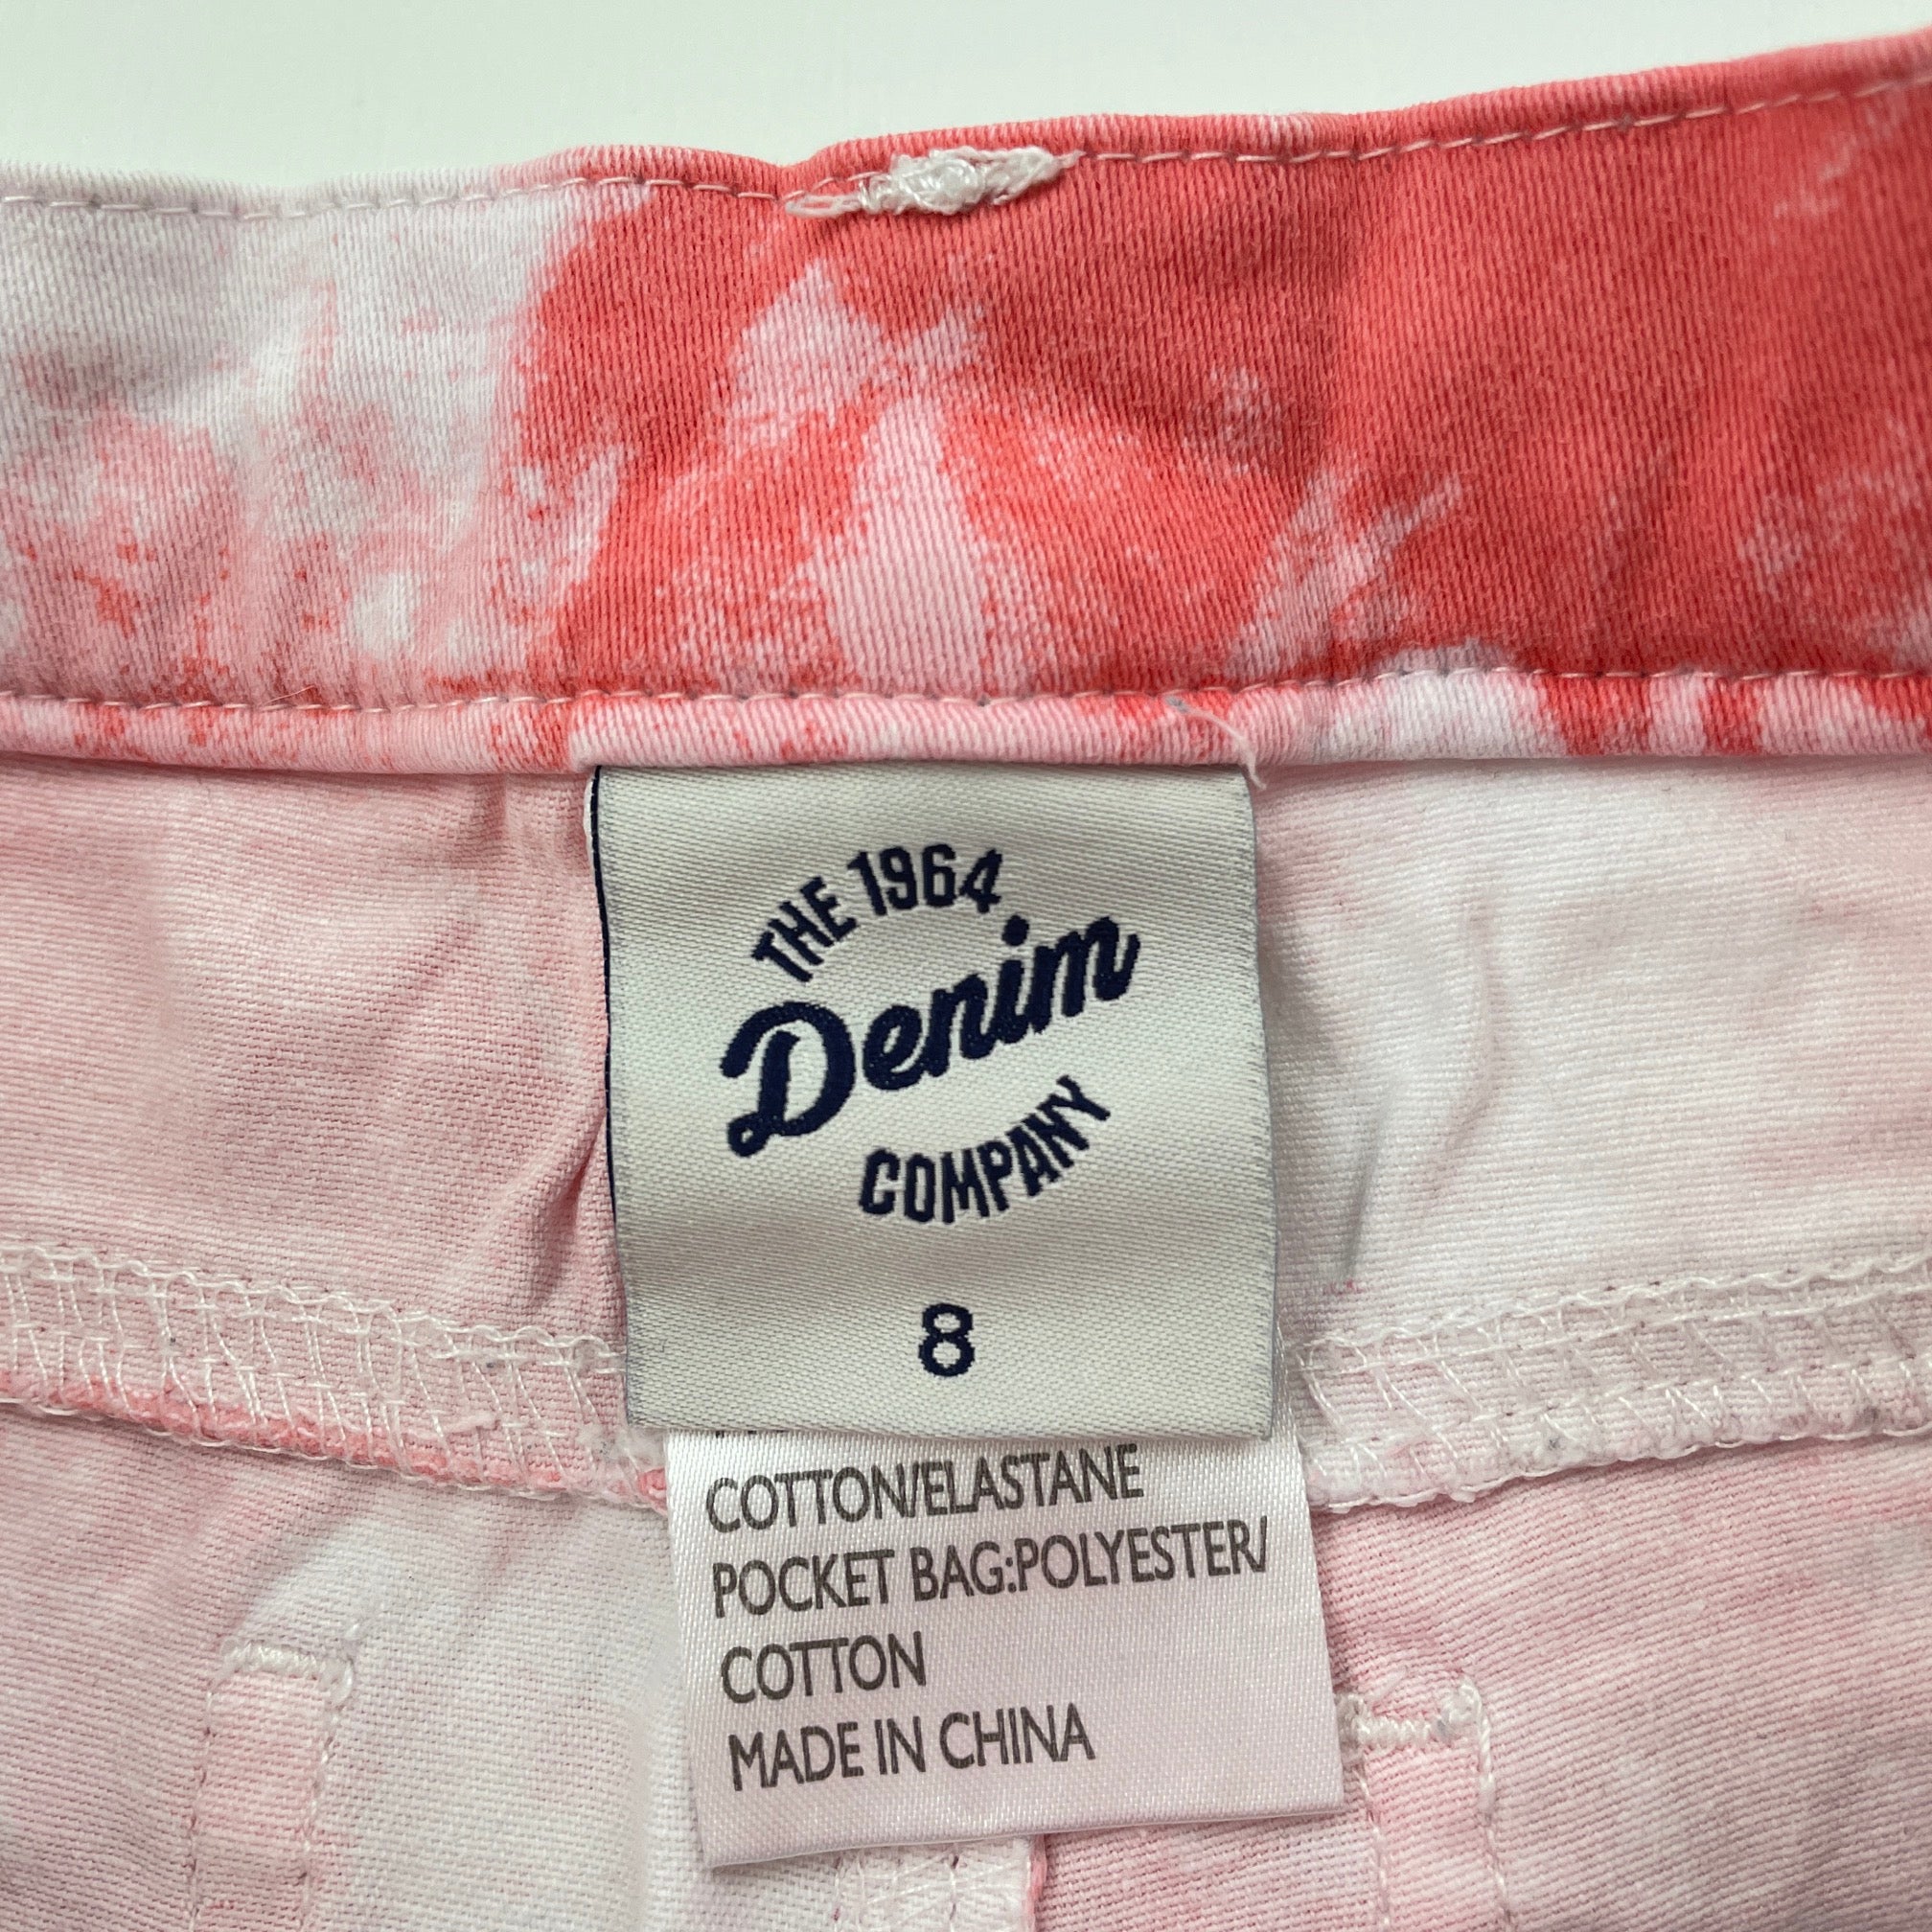 THE 1964
Denim
COMPANY
8
COTTON/ELASTANE
POCKET BAG:POLYESTER/
COTTON
MADE IN CHINA